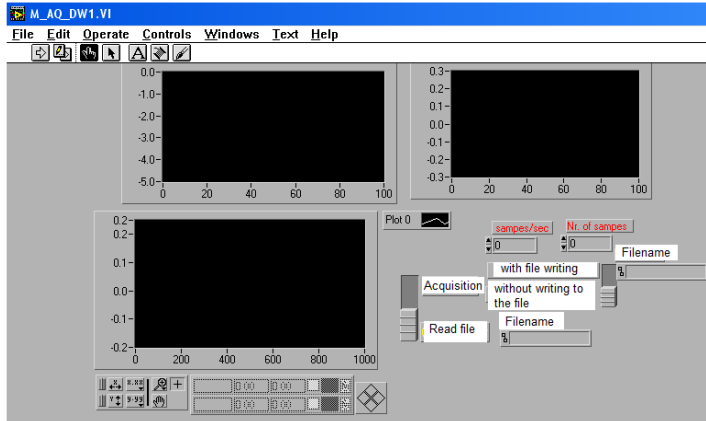 M_AQ_DW1.VI
File Edit Operate Controls Windows Text Help
0.0
-1.0
-2.0
-3.0
-4.0
-5.0
0 20 40 60 80 100
0.3
0.2
0.1
0.0
-0.1
-0.2
-0.3
0 20 40 60 80 100
0.2
0.2
0.1
0.0
-0.1
-0.2
0 200 400 600 800 1000
Plot 0
sampes/sec
0
Nr. of sampes
0
Filename
with file writing
Acquisition
without writing to
the file
Read file
Filename